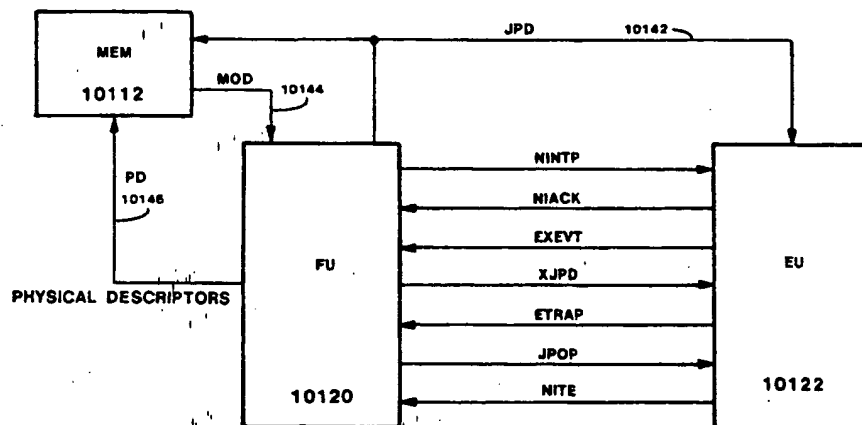 JPD
10142
MEM
10112
MOD
10144
PD
10146
PHYSICAL DESCRIPTORS
FU
10120
NINTP
NIACK
EXEVT
XJPD
ETRAP
JPOP
NITE
EU
10122